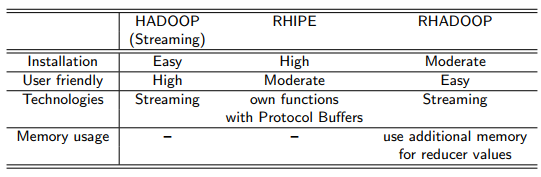 HADOOP RHIPE RHADOOP
(Streaming)
Installation Easy High Moderate
User friendly High Moderate Easy
Technologies Streaming own functions Streaming
with Protocol Buffers
Memory usage – – use additional memory
for reducer values